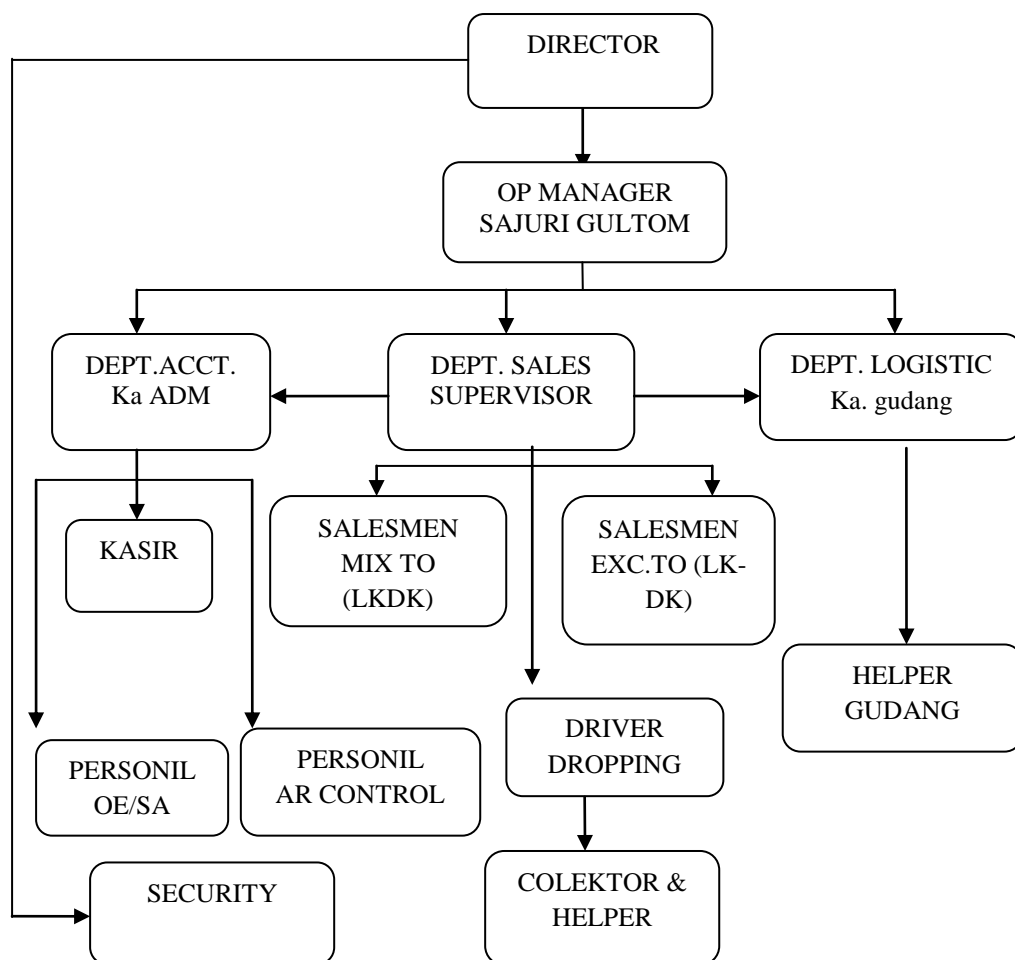 DIRECTOR
OP MANAGER
SAJURI GULTOM
DEPT.ACCT.
Ka ADM
DEPT. SALES
SUPERVISOR
DEPT. LOGISTIC
Ka. gudang
KASIR
SALESMEN
MIX TO
(LKDK)
SALESMEN
EXC.TO (LK-
DK)
HELPER
GUDANG
PERSONIL
OE/SA
PERSONIL
AR CONTROL
DRIVER
DROPPING
SECURITY
COLEKTOR &
HELPER